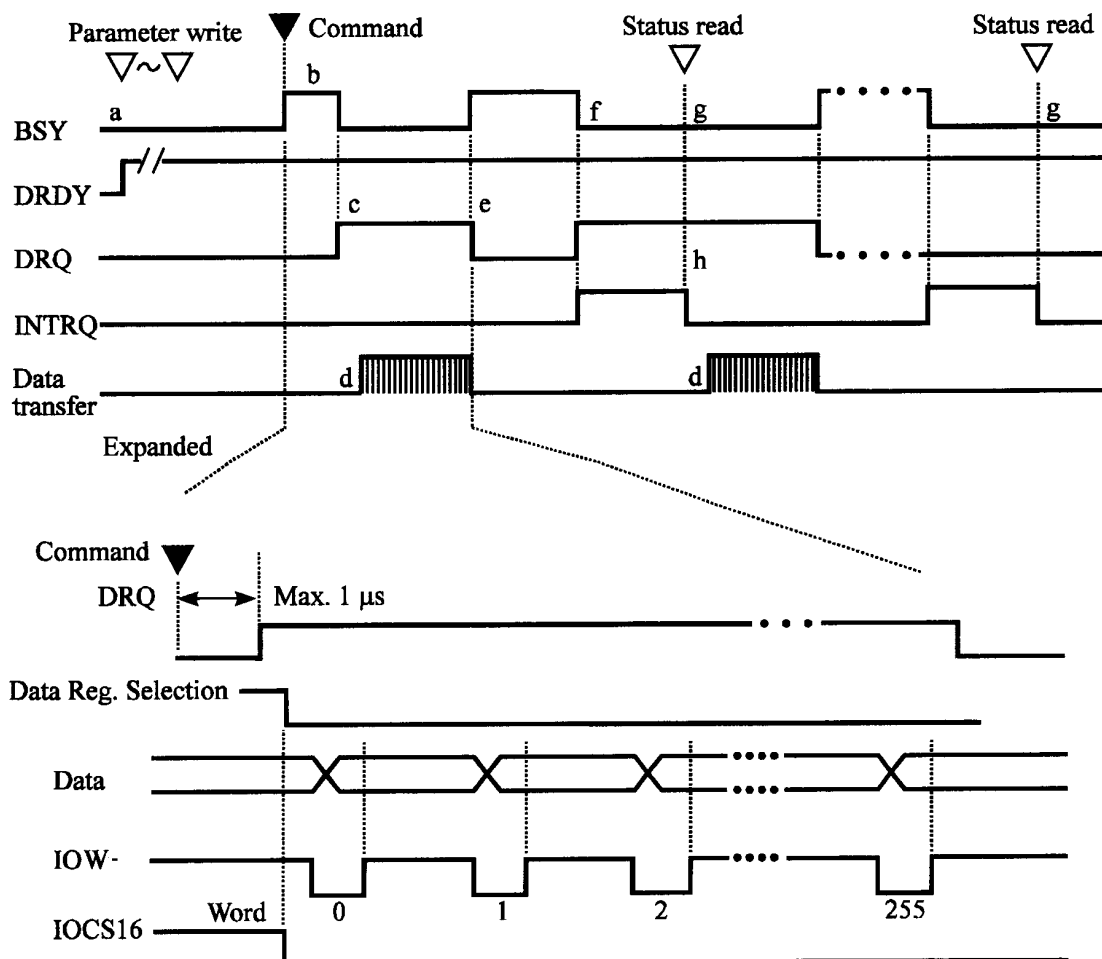 Parameter write
Command
Status read
Status read
a
b
f
g
g
BSY
DRDY
c
e
DRQ
h
INTRQ
d
d
Data
transfer
Expanded
Command
DRQ
Max. 1 μs
Data Reg. Selection
Data
IOW-
Word
0
1
2
255
IOCS16